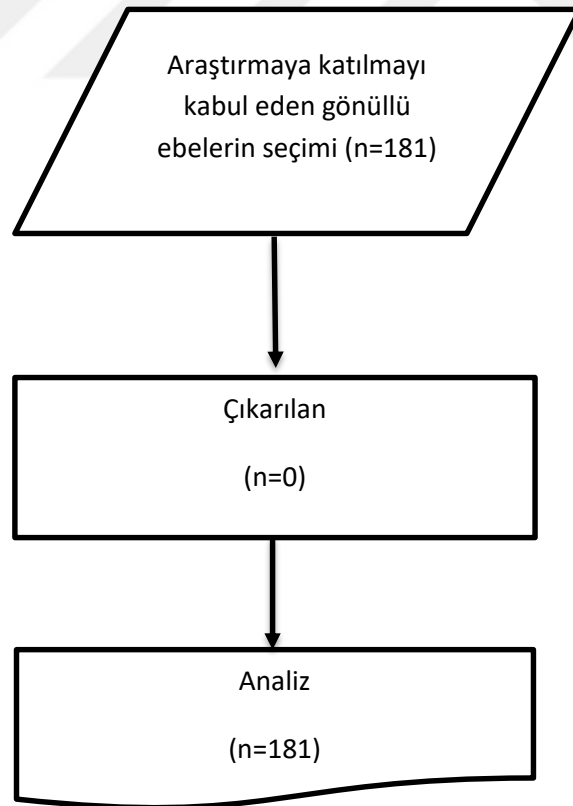 Araştırmaya katılmayı
kabul eden gönüllü
ebelerin seçimi (n=181)
Çıkarılan
(n=0)
Analiz
(n=181)